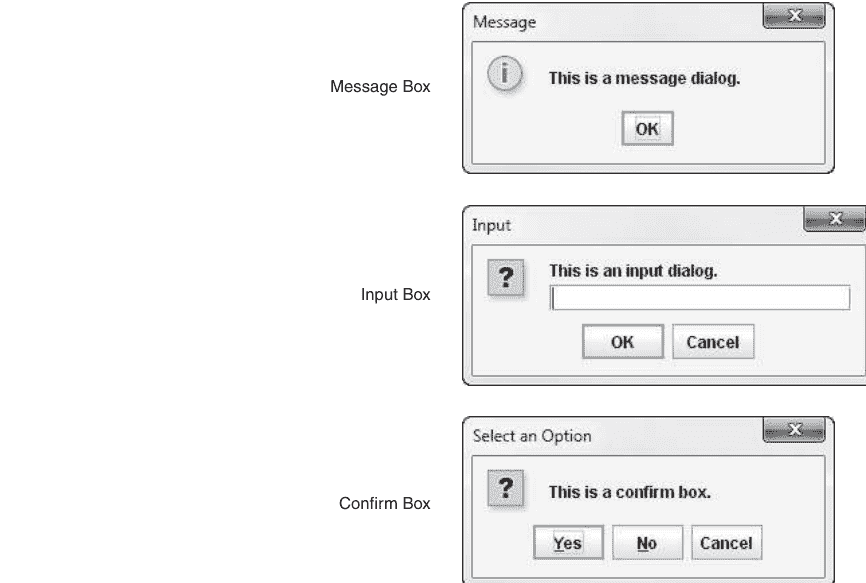 Message Box
Message
This is a message dialog.
OK
Input Box
Input
This is an input dialog.
OK Cancel
Confirm Box
Select an Option
This is a confirm box.
Yes No Cancel